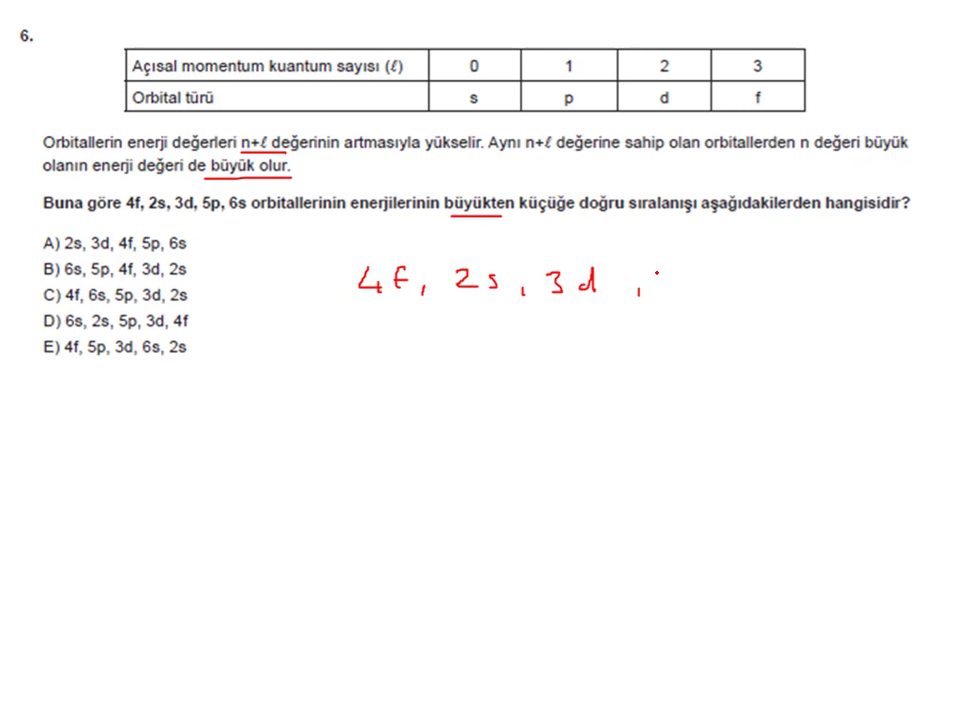 6.
Açısal momentum kuantum sayısı (ℓ) 0 1 2 3
Orbital türü s p d f
Orbitallerin enerji değerleri n+ℓ değerinin artmasıyla yükselir. Aynı n+ℓ değerine sahip olan orbitallerden n değeri büyük
olanın enerji değeri de büyük olur.
Buna göre 4f, 2s, 3d, 5p, 6s orbitallerinin enerjilerinin büyükten küçüğe doğru sıralanışı aşağıdakilerden hangisidir?
A) 2s, 3d, 4f, 5p, 6s
B) 6s, 5p, 4f, 3d, 2s
C) 4f, 6s, 5p, 3d, 2s
D) 6s, 2s, 5p, 3d, 4f
E) 4f, 5p, 3d, 6s, 2s
4f, 2s, 3d ,